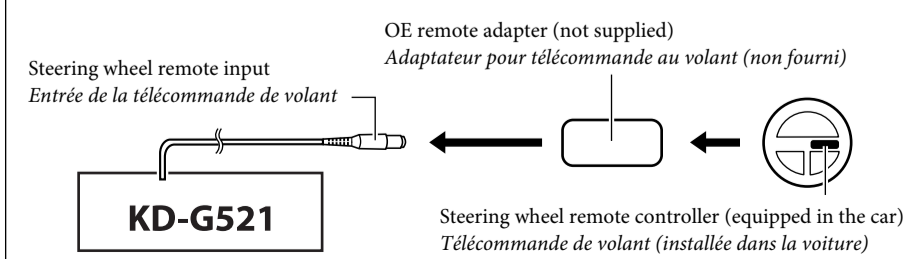 OE remote adapter (not supplied)
Adaptateur pour télécommande au volant (non fourni)
Steering wheel remote input
Entrée de la télécommande de volant
KD-G521
Steering wheel remote controller (equipped in the car)
Télécommande de volant (installée dans la voiture)